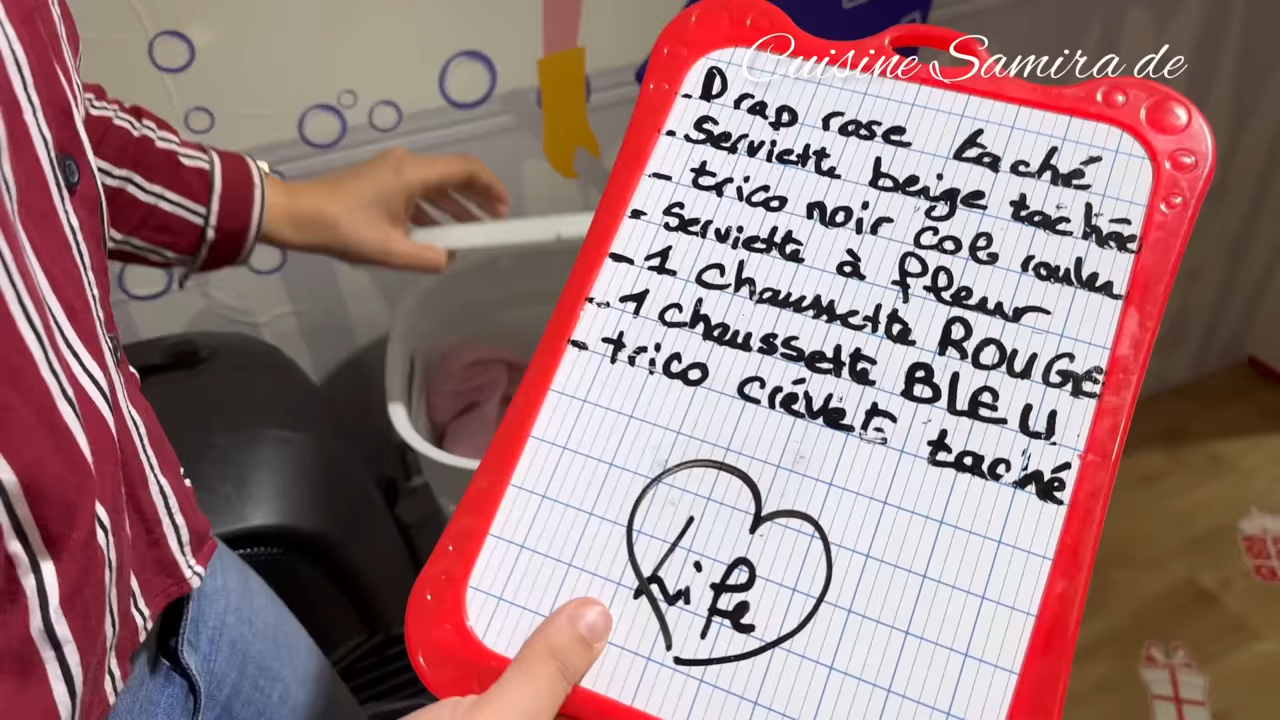 Cuisine Samira de
- Drap rose taché
- Serviette beige tachée
- trico noir col rouler
- Serviette à fleur
- 1 chaussette ROUGE
- 1 chaussette BLEU
- trico crévete taché
Life